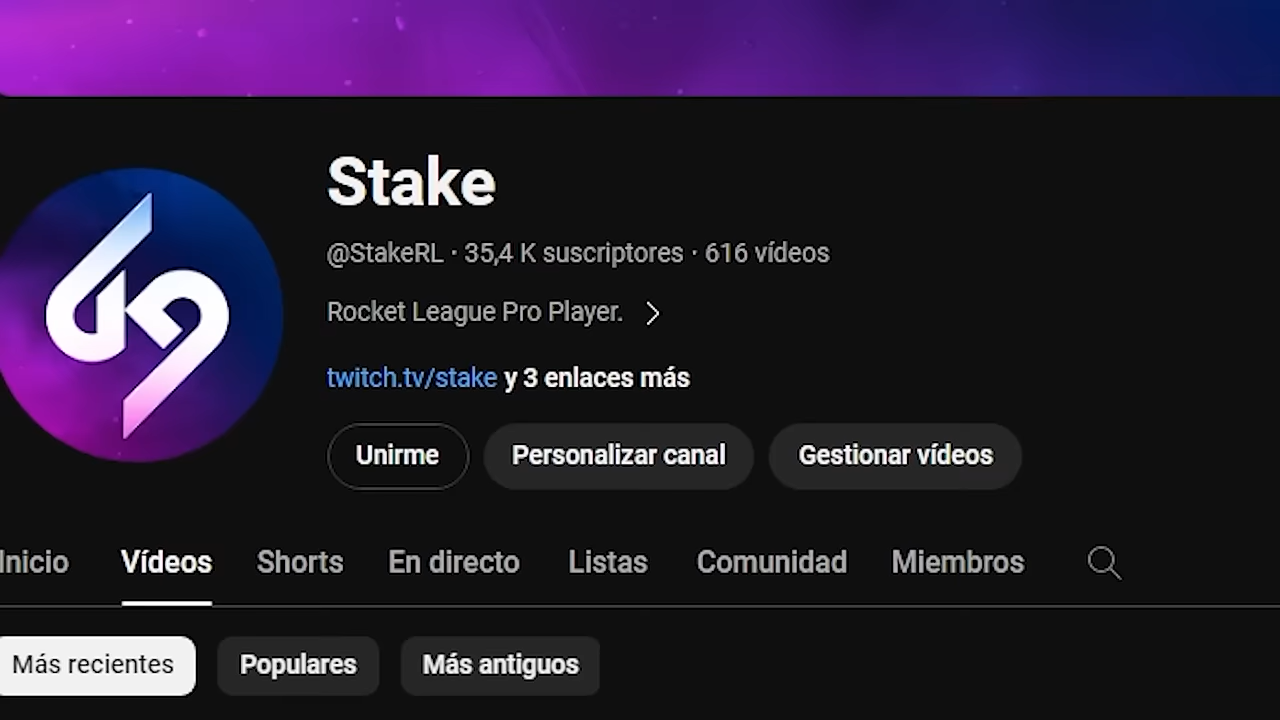 Stake
@StakeRL · 35,4 K suscriptores · 616 vídeos
Rocket League Pro Player.
twitch.tv/stake y 3 enlaces más
Unirme Personalizar canal Gestionar vídeos
Inicio Vídeos Shorts En directo Listas Comunidad Miembros
Más recientes Populares Más antiguos